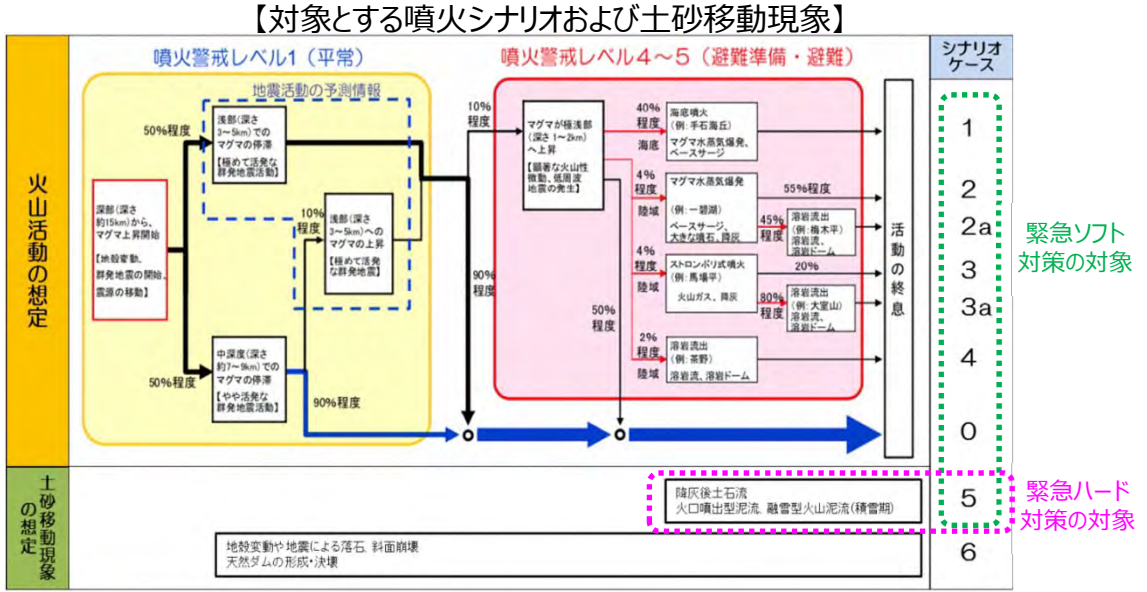 【対象とする噴火シナリオおよび土砂移動現象】
火山活動の想定
噴火警戒レベル1（平常）
地震活動の予測情報
深部(深さ
約15km)から、
マグマ上昇開始
【地殻変動、
群発地震の開始、
震源の移動】
50%程度
浅部(深さ
3～5km)での
マグマの停滞
【極めて活発な
群発地震活動】
10%
程度
浅部(深さ
3～5km)への
マグマの上昇
【極めて活発
な群発地震】
50%程度
中深度(深さ
約7～9km)での
マグマの停滞
【やや活発な
群発地震活動】
90%程度
噴火警戒レベル4～5（避難準備・避難）
10%
程度
90%
程度
マグマが極浅部
(深さ1～2km)
へ上昇
【顕著な火山性
微動、低周波
地震の発生】
50%
程度
40%
程度
海底
海底噴火
(例：手石海丘)
マグマ水蒸気爆発、
ベースサージ
4%
程度
陸域
マグマ水蒸気爆発
(例：一碧湖)
ベースサージ、
大きな噴石、降灰
55%程度
45%
程度
溶岩流出
(例：梅木平)
溶岩流、
溶岩ドーム
4%
程度
陸域
ストロンボリ式噴火
(例：馬場平)
火山ガス、降灰
20%
80%
程度
溶岩流出
(例：大室山)
溶岩流、
溶岩ドーム
2%
程度
陸域
溶岩流出
(例：茶野)
溶岩流、溶岩ドーム
活動の終息
シナリオ
ケース
1
2
2a
3
3a
4
0
5
6
緊急ソフト
対策の対象
緊急ハード
対策の対象
土砂移動現象
の想定
降灰後土石流
火口噴出型泥流、融雪型火山泥流(積雪期)
地殻変動や地震による落石、斜面崩壊
天然ダムの形成・決壊